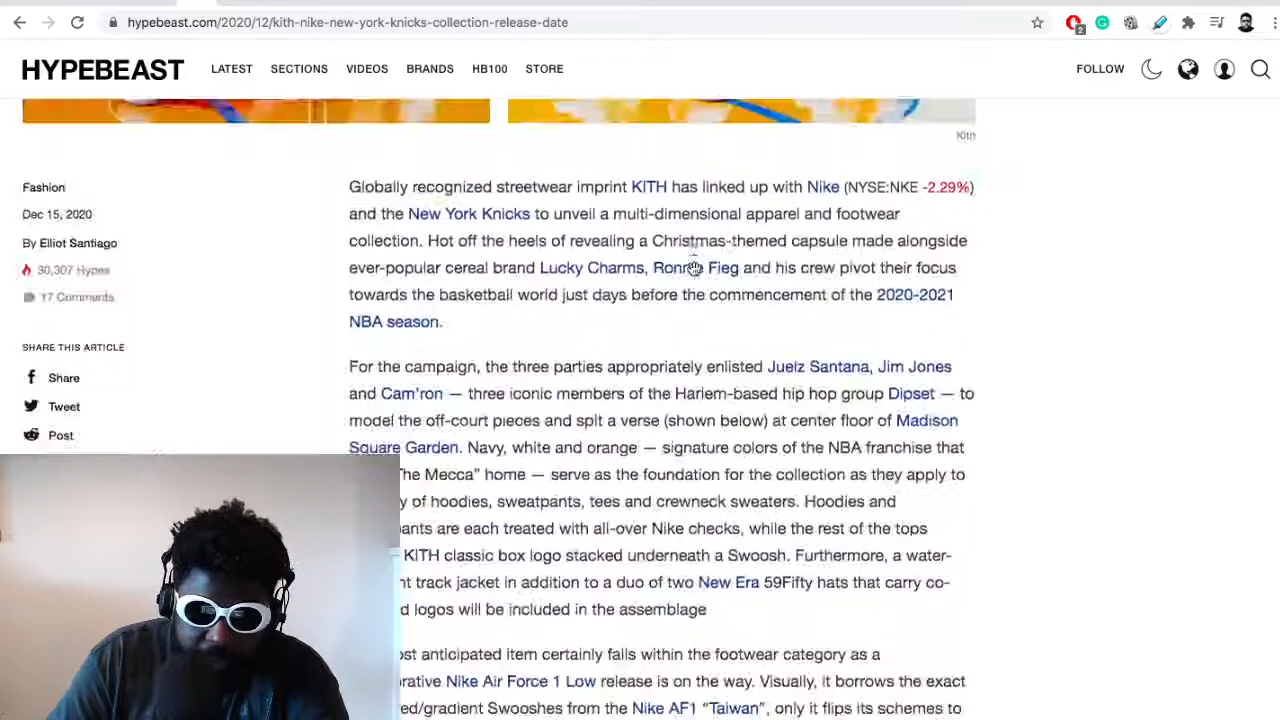 hypebeast.com/2020/12/kith-nike-new-york-knicks-collection-release-date
2
HYPEBEAST LATEST SECTIONS VIDEOS BRANDS HB100 STORE FOLLOW
Kith
Fashion
Dec 15, 2020
By Elliot Santiago
30,307 Hypes
17 Comments
SHARE THIS ARTICLE
Share
Tweet
Post
Globally recognized streetwear imprint KITH has linked up with Nike (NYSE:NKE -2.29%)
and the New York Knicks to unveil a multi-dimensional apparel and footwear
collection. Hot off the heels of revealing a Christmas-themed capsule made alongside
ever-popular cereal brand Lucky Charms, Ronnie Fieg and his crew pivot their focus
towards the basketball world just days before the commencement of the 2020-2021
NBA season.
For the campaign, the three parties appropriately enlisted Juelz Santana, Jim Jones
and Cam'ron — three iconic members of the Harlem-based hip hop group Dipset — to
model the off-court pieces and spit a verse (shown below) at center floor of Madison
Square Garden. Navy, white and orange — signature colors of the NBA franchise that
The Mecca" home — serve as the foundation for the collection as they apply to
y of hoodies, sweatpants, tees and crewneck sweaters. Hoodies and
ants are each treated with all-over Nike checks, while the rest of the tops
KITH classic box logo stacked underneath a Swoosh. Furthermore, a water-
nt track jacket in addition to a duo of two New Era 59Fifty hats that carry co-
d logos will be included in the assemblage
ost anticipated item certainly falls within the footwear category as a
rative Nike Air Force 1 Low release is on the way. Visually, it borrows the exact
ed/gradient Swooshes from the Nike AF1 "Taiwan", only it flips its schemes to